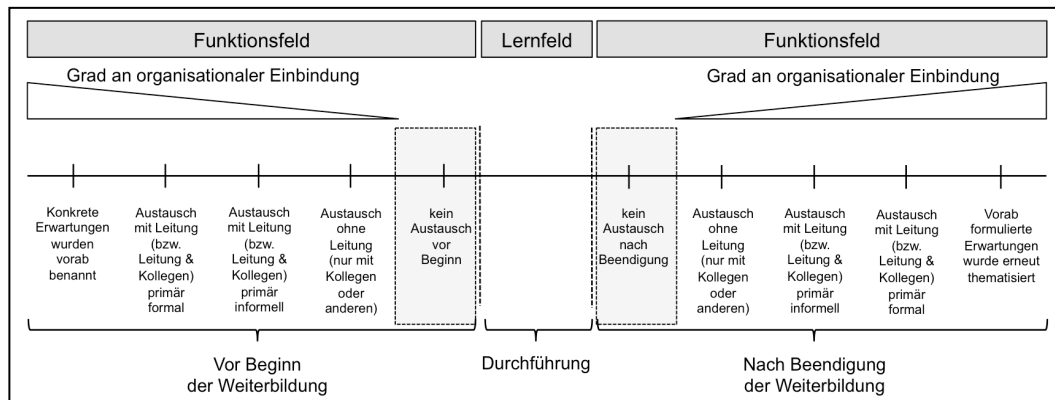 Funktionsfeld
Lernfeld
Funktionsfeld
Grad an organisationaler Einbindung
Grad an organisationaler Einbindung
Konkrete
Erwartungen
wurden
vorab
benannt
Austausch
mit Leitung
(bzw.
Leitung &
Kollegen)
primär
formal
Austausch
mit Leitung
(bzw.
Leitung &
Kollegen)
primär
informell
Austausch
ohne
Leitung
(nur mit
Kollegen
oder
anderen)
kein
Austausch
vor
Beginn
kein
Austausch
nach
Beendigung
Austausch
ohne
Leitung
(nur mit
Kollegen
oder
anderen)
Austausch
mit Leitung
(bzw.
Leitung &
Kollegen)
primär
informell
Austausch
mit Leitung
(bzw.
Leitung &
Kollegen)
primär
formal
Vorab
formulierte
Erwartungen
wurde erneut
thematisiert
Vor Beginn
der Weiterbildung
Durchführung
Nach Beendigung
der Weiterbildung